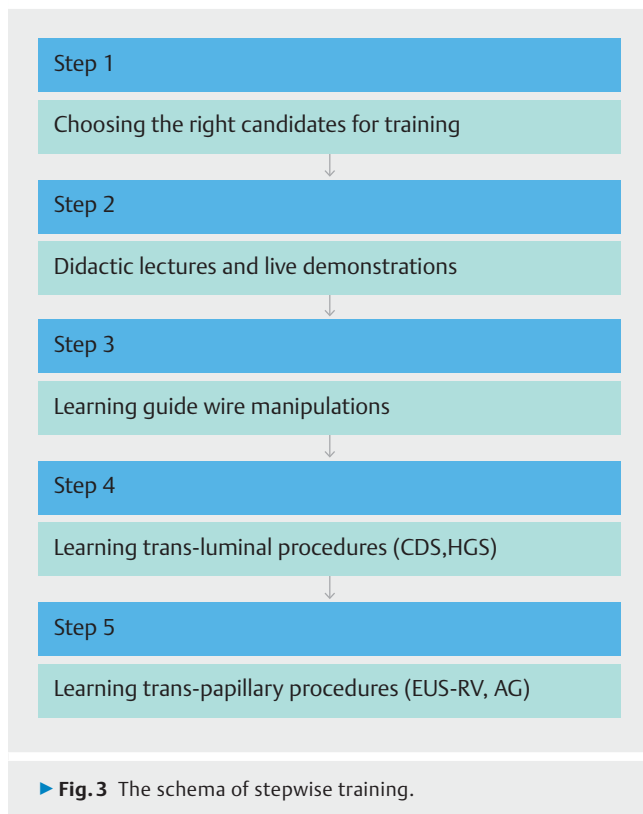 Step 1
Choosing the right candidates for training
Step 2
Didactic lectures and live demonstrations
Step 3
Learning guide wire manipulations
Step 4
Learning trans-luminal procedures (CDS,HGS)
Step 5
Learning trans-papillary procedures (EUS-RV, AG)
▶ Fig. 3 The schema of stepwise training.